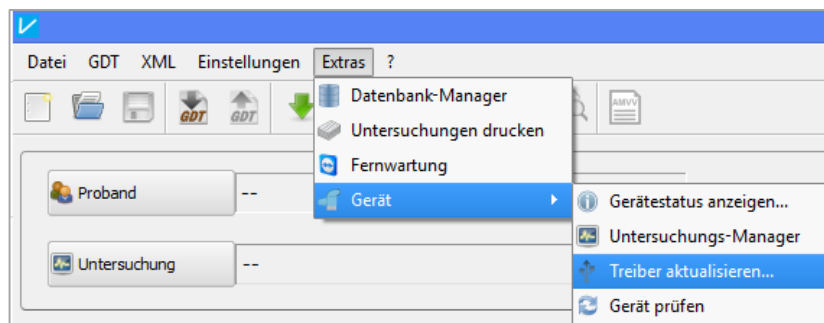 Datei GDT XML Einstellungen Extras ?
GDT GDT AMVV
Datenbank-Manager
Untersuchungen drucken
Fernwartung
Gerät
Proband --
Untersuchung --
Gerätestatus anzeigen...
Untersuchungs-Manager
Treiber aktualisieren...
Gerät prüfen